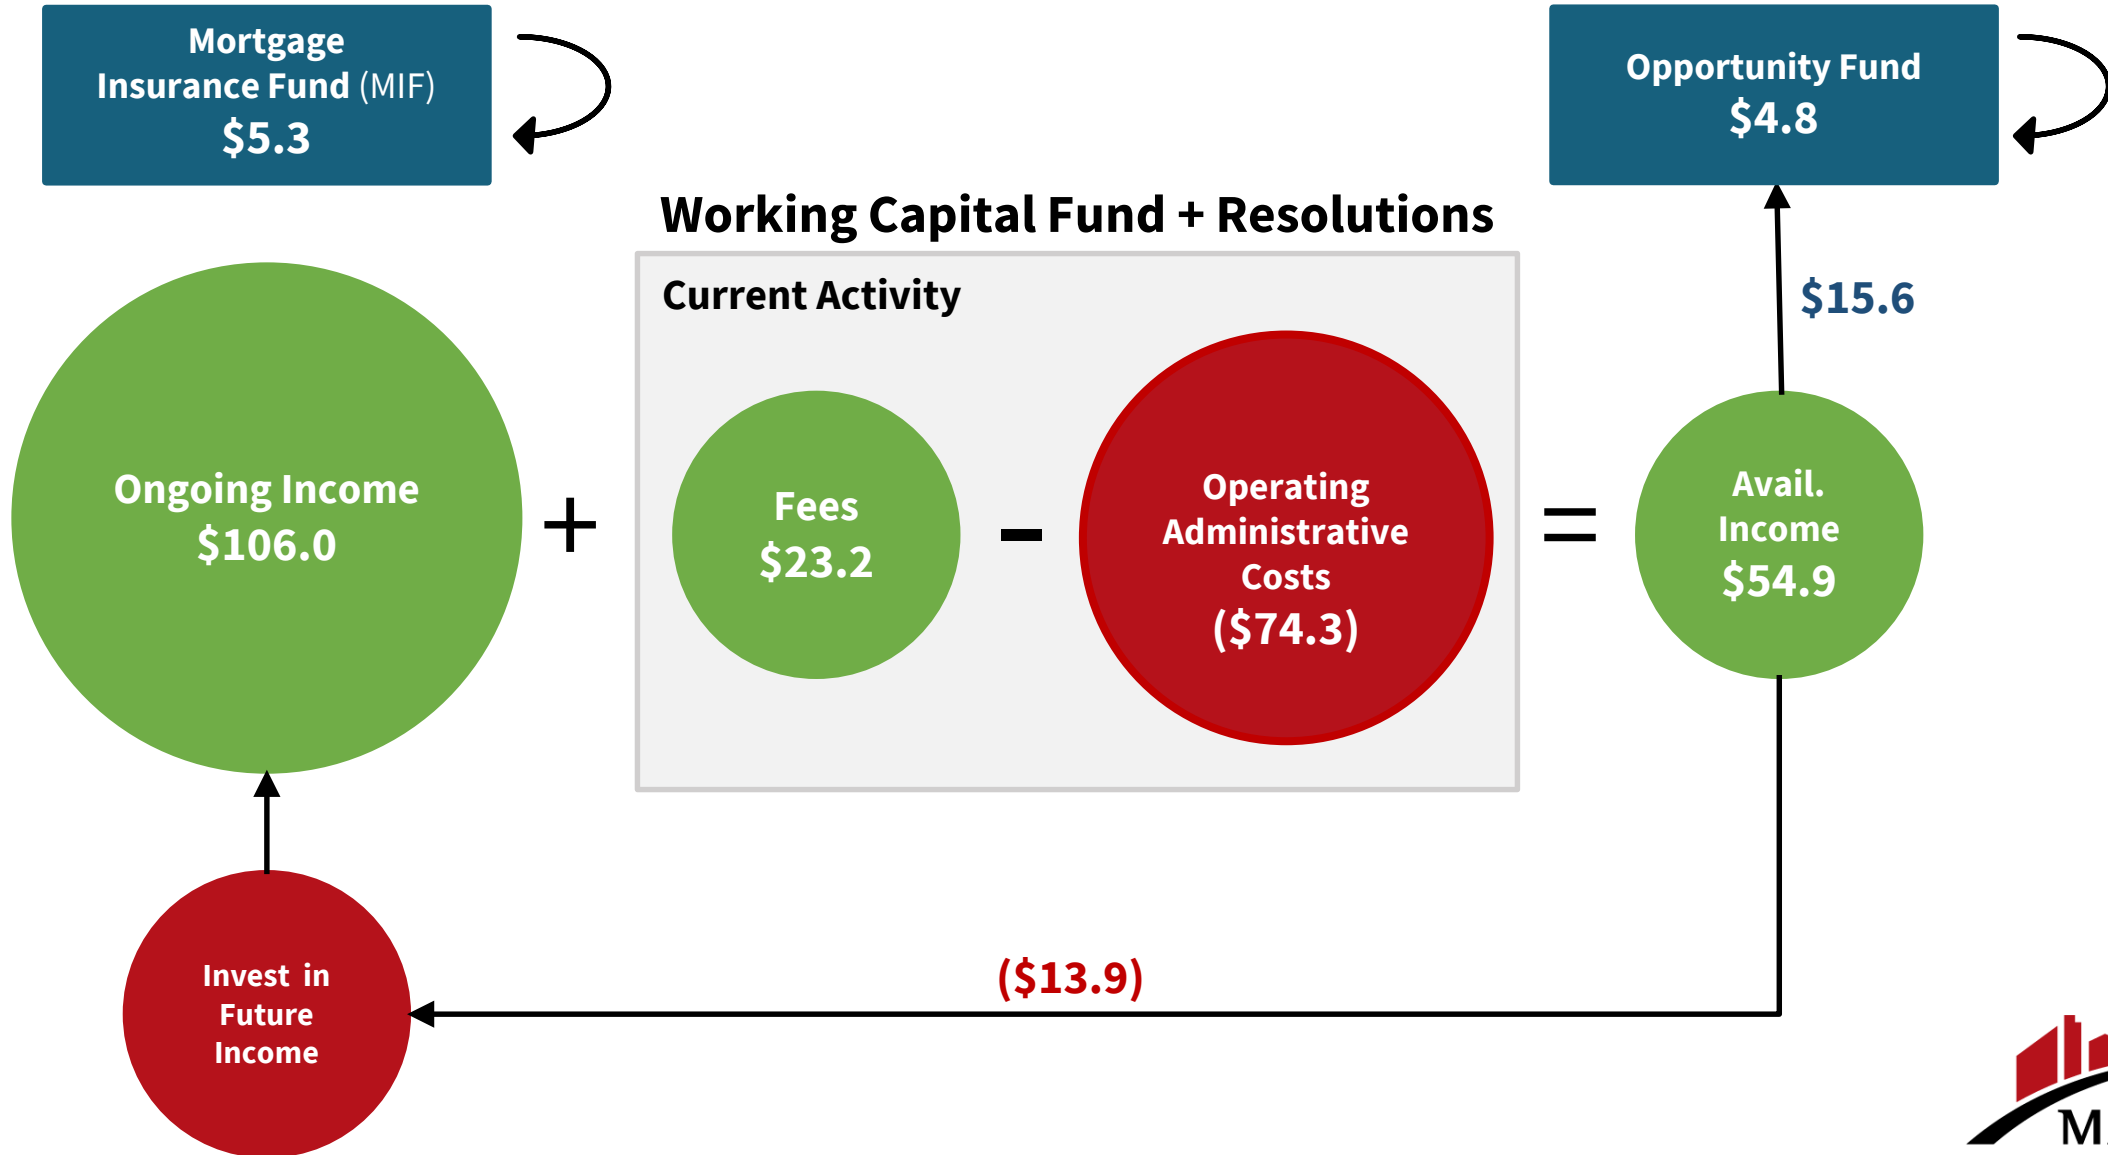 Mortgage
Insurance Fund (MIF)
$5.3
Opportunity Fund
$4.8
Working Capital Fund + Resolutions
Current Activity
$15.6
Ongoing Income
$106.0
+
Fees
$23.2
-
Operating
Administrative
Costs
($74.3)
=
Avail.
Income
$54.9
($13.9)
Invest in
Future
Income